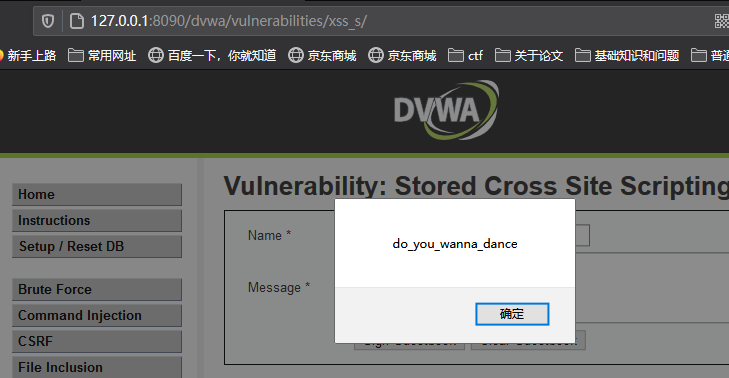 127.0.0.1:8090/dvwa/vulnerabilities/xss_s/
新手上路 常用网址 百度一下，你就知道 京东商城 京东商城 ctf 关于论文 基础知识和问题 普通
DVWA
Home
Instructions
Setup / Reset DB
Brute Force
Command Injection
CSRF
File Inclusion
Vulnerability: Stored Cross Site Scripting
Name *
Message *
do_you_wanna_dance
确定
Sign Guestbook Clear Guestbook